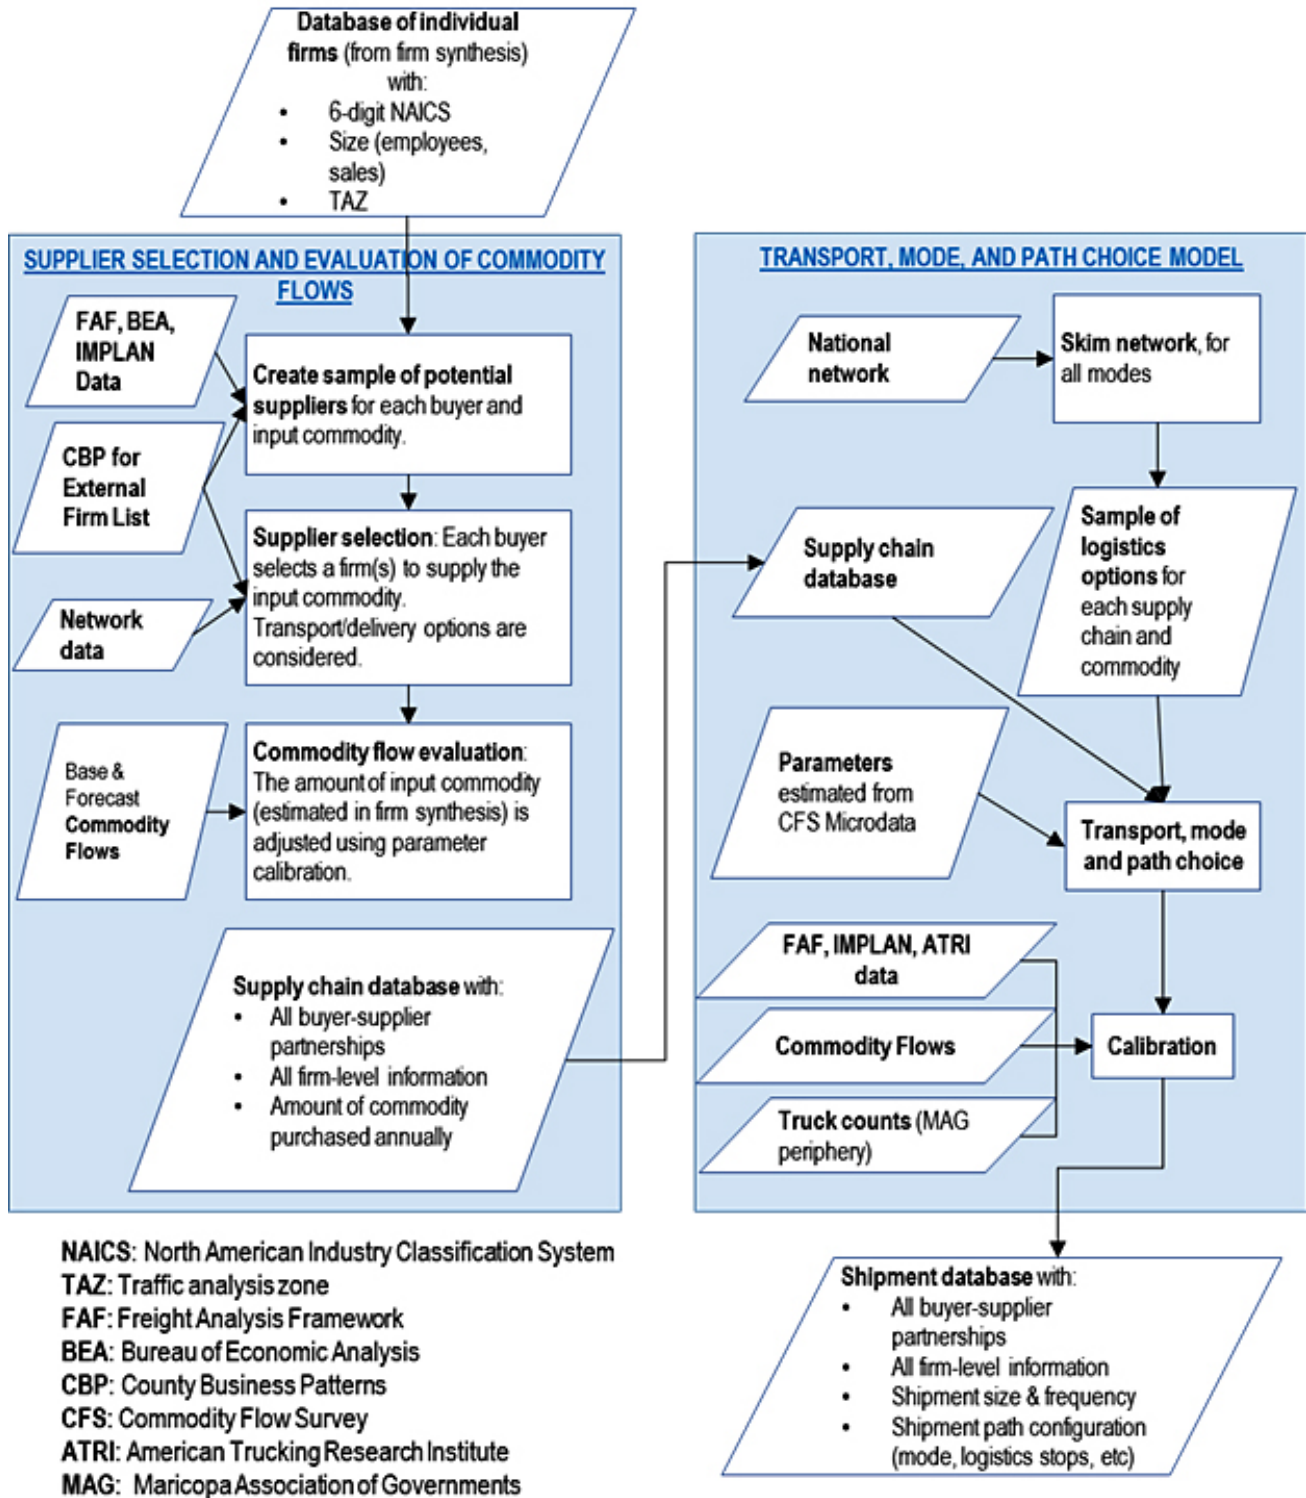 Database of individual
firms (from firm synthesis)
with:
• 6-digit NAICS
• Size (employees,
sales)
• TAZ
SUPPLIER SELECTION AND EVALUATION OF COMMODITY
FLOWS
FAF, BEA,
IMPLAN
Data
Create sample of potential
suppliers for each buyer and
input commodity.
CBP for
External
Firm List
Supplier selection: Each buyer
selects a firm(s) to supply the
input commodity.
Transport/delivery options are
considered.
Network
data
Base &
Forecast
Commodity
Flows
Commodity flow evaluation:
The amount of input commodity
(estimated in firm synthesis) is
adjusted using parameter
calibration.
Supply chain database with:
• All buyer-supplier
partnerships
• All firm-level information
• Amount of commodity
purchased annually
TRANSPORT, MODE, AND PATH CHOICE MODEL
National
network
Skim network, for
all modes
Supply chain
database
Sample of
logistics
options for
each supply
chain and
commodity
Parameters
estimated from
CFS Microdata
Transport, mode
and path choice
FAF, IMPLAN, ATRI
data
Commodity Flows
Calibration
Truck counts (MAG
periphery)
Shipment database with:
• All buyer-supplier
partnerships
• All firm-level information
• Shipment size & frequency
• Shipment path configuration
(mode, logistics stops, etc)
NAICS: North American Industry Classification System
TAZ: Traffic analysis zone
FAF: Freight Analysis Framework
BEA: Bureau of Economic Analysis
CBP: County Business Patterns
CFS: Commodity Flow Survey
ATRI: American Trucking Research Institute
MAG: Maricopa Association of Governments